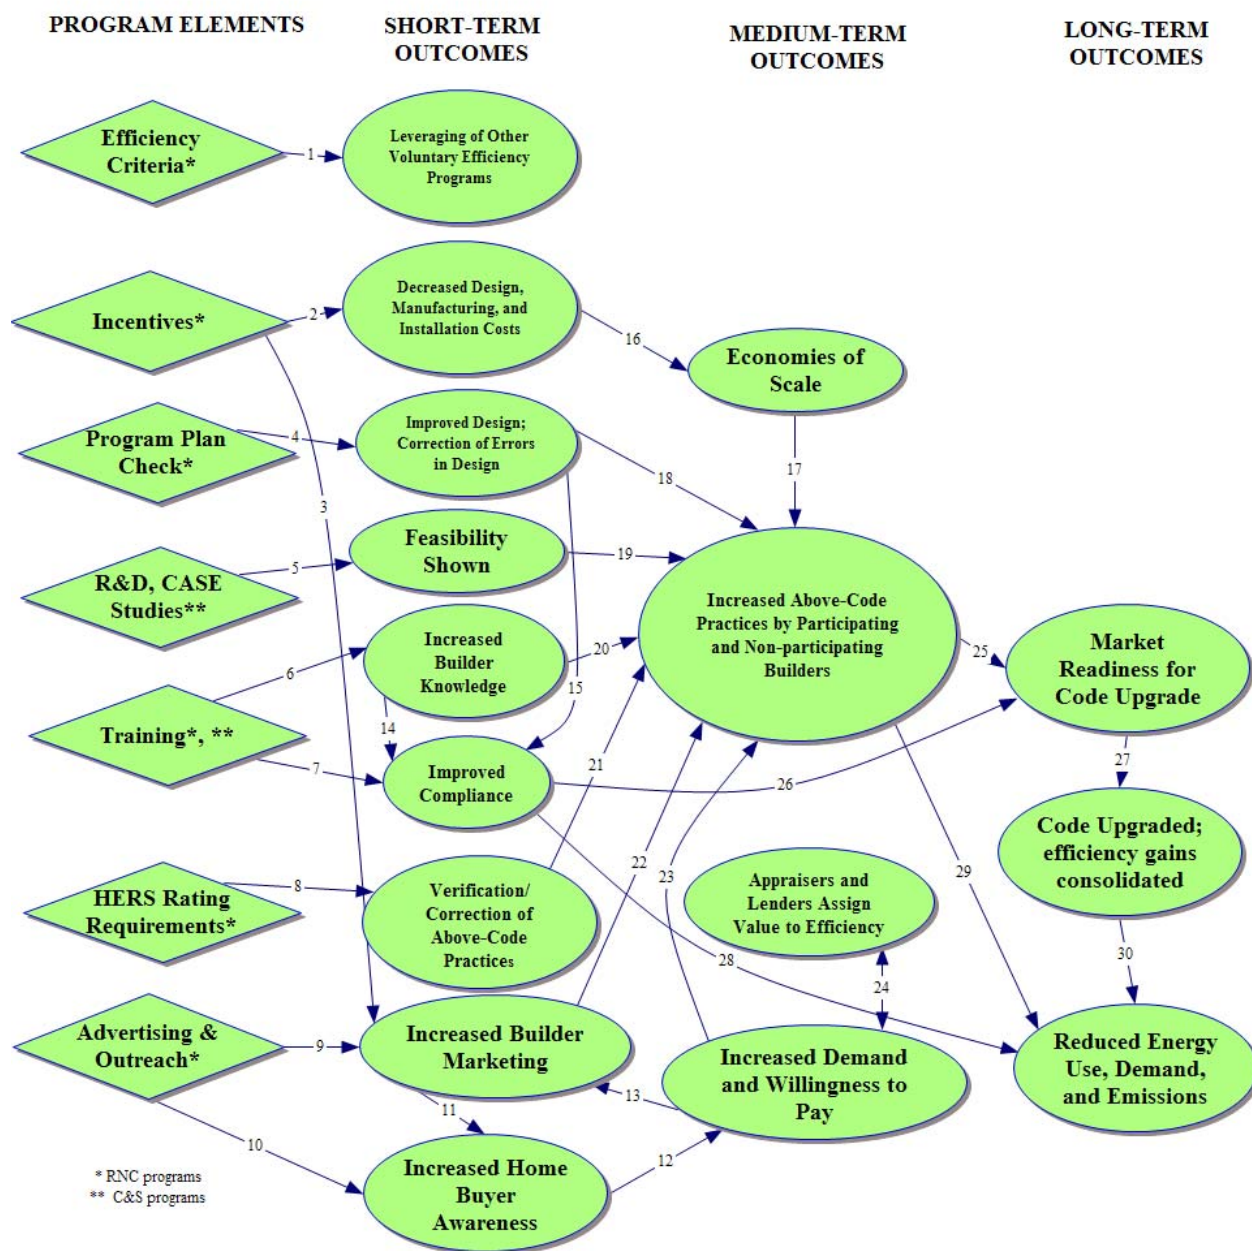 PROGRAM ELEMENTS
SHORT-TERM
OUTCOMES
MEDIUM-TERM
OUTCOMES
LONG-TERM
OUTCOMES
Efficiency
Criteria*
1
Leveraging of Other
Voluntary Efficiency
Programs
Incentives*
2
Decreased Design,
Manufacturing, and
Installation Costs
16
Economies of
Scale
3
17
Program Plan
Check*
4
Improved Design;
Correction of Errors
in Design
18
R&D, CASE
Studies**
5
Feasibility
Shown
19
Increased Above-Code
Practices by Participating
and Non-participating
Builders
25
Market
Readiness for
Code Upgrade
6
Increased
Builder
Knowledge
20
15
14
Training*, **
7
Improved
Compliance
21
26
27
Code Upgraded;
efficiency gains
consolidated
HERS Rating
Requirements*
8
Verification/
Correction of
Above-Code
Practices
22
23
Appraisers and
Lenders Assign
Value to Efficiency
29
28
24
30
Advertising &
Outreach*
9
Increased Builder
Marketing
13
Increased Demand
and Willingness to
Pay
Reduced Energy
Use, Demand,
and Emissions
11
10
12
Increased Home
Buyer
Awareness
* RNC programs
** C&S programs